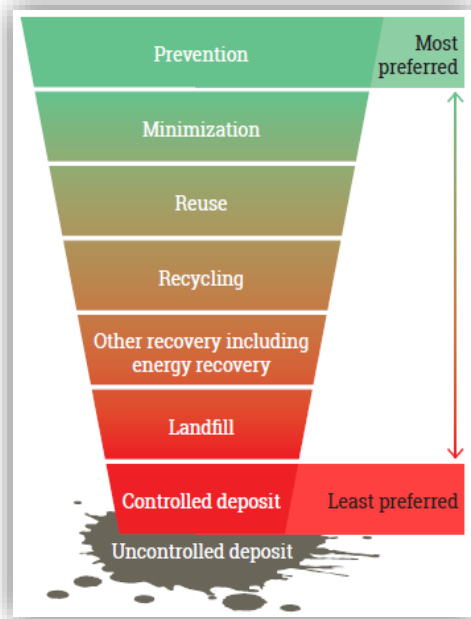 Prevention
Most
preferred
Minimization
Reuse
Recycling
Other recovery including
energy recovery
Landfill
Controlled deposit
Least preferred
Uncontrolled deposit